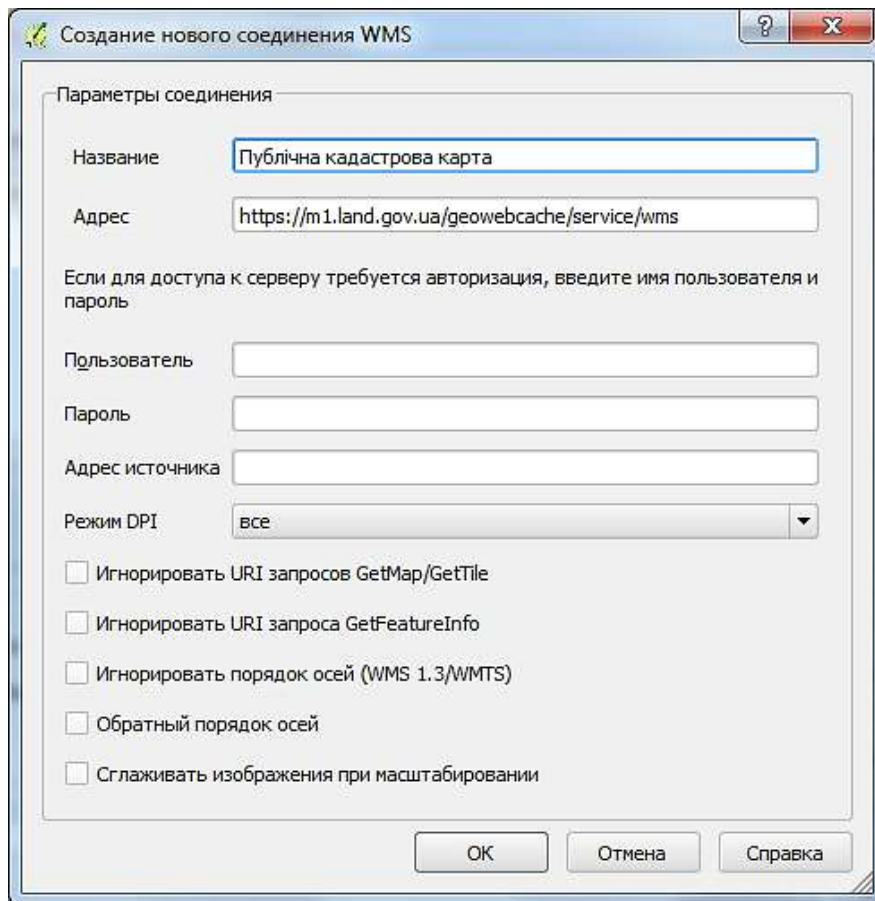 Создание нового соединения WMS
Параметры соединения
Название Публічна кадастрова карта
Адрес https://m1.land.gov.ua/geowebcache/service/wms
Если для доступа к серверу требуется авторизация, введите имя пользователя и
пароль
Пользователь
Пароль
Адрес источника
Режим DPI все
Игнорировать URI запросов GetMap/GetTile
Игнорировать URI запроса GetFeatureInfo
Игнорировать порядок осей (WMS 1.3/WMTS)
Обратный порядок осей
Сглаживать изображения при масштабировании
OK Отмена Справка